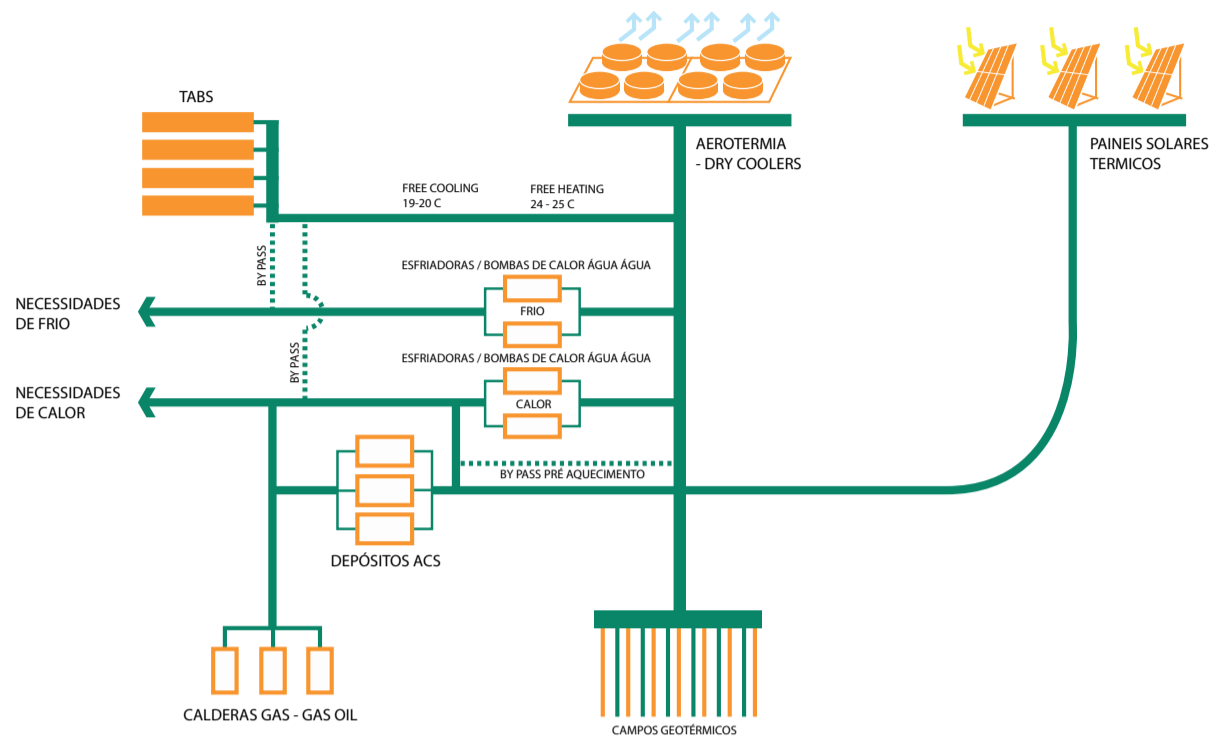 TABS
AEROTERMIA
- DRY COOLERS
PAINEIS SOLARES
TERMICOS
FREE COOLING
19-20 C
FREE HEATING
24 - 25 C
BY PASS
ESFRIADORAS / BOMBAS DE CALOR ÁGUA ÁGUA
NECESSIDADES
DE FRIO
FRIO
BY PASS
ESFRIADORAS / BOMBAS DE CALOR ÁGUA ÁGUA
NECESSIDADES
DE CALOR
CALOR
BY PASS PRÉ AQUECIMENTO
DEPÓSITOS ACS
CALDERAS GAS - GAS OIL
CAMPOS GEOTÉRMICOS